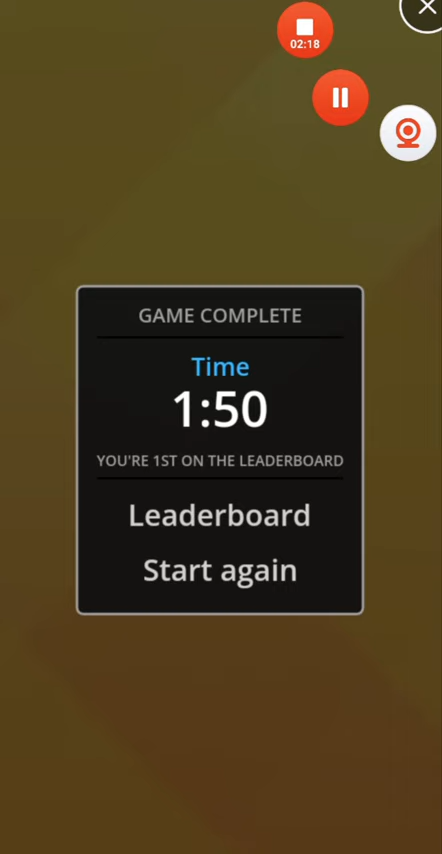 02:18
GAME COMPLETE
Time
1:50
YOU'RE 1ST ON THE LEADERBOARD
Leaderboard
Start again